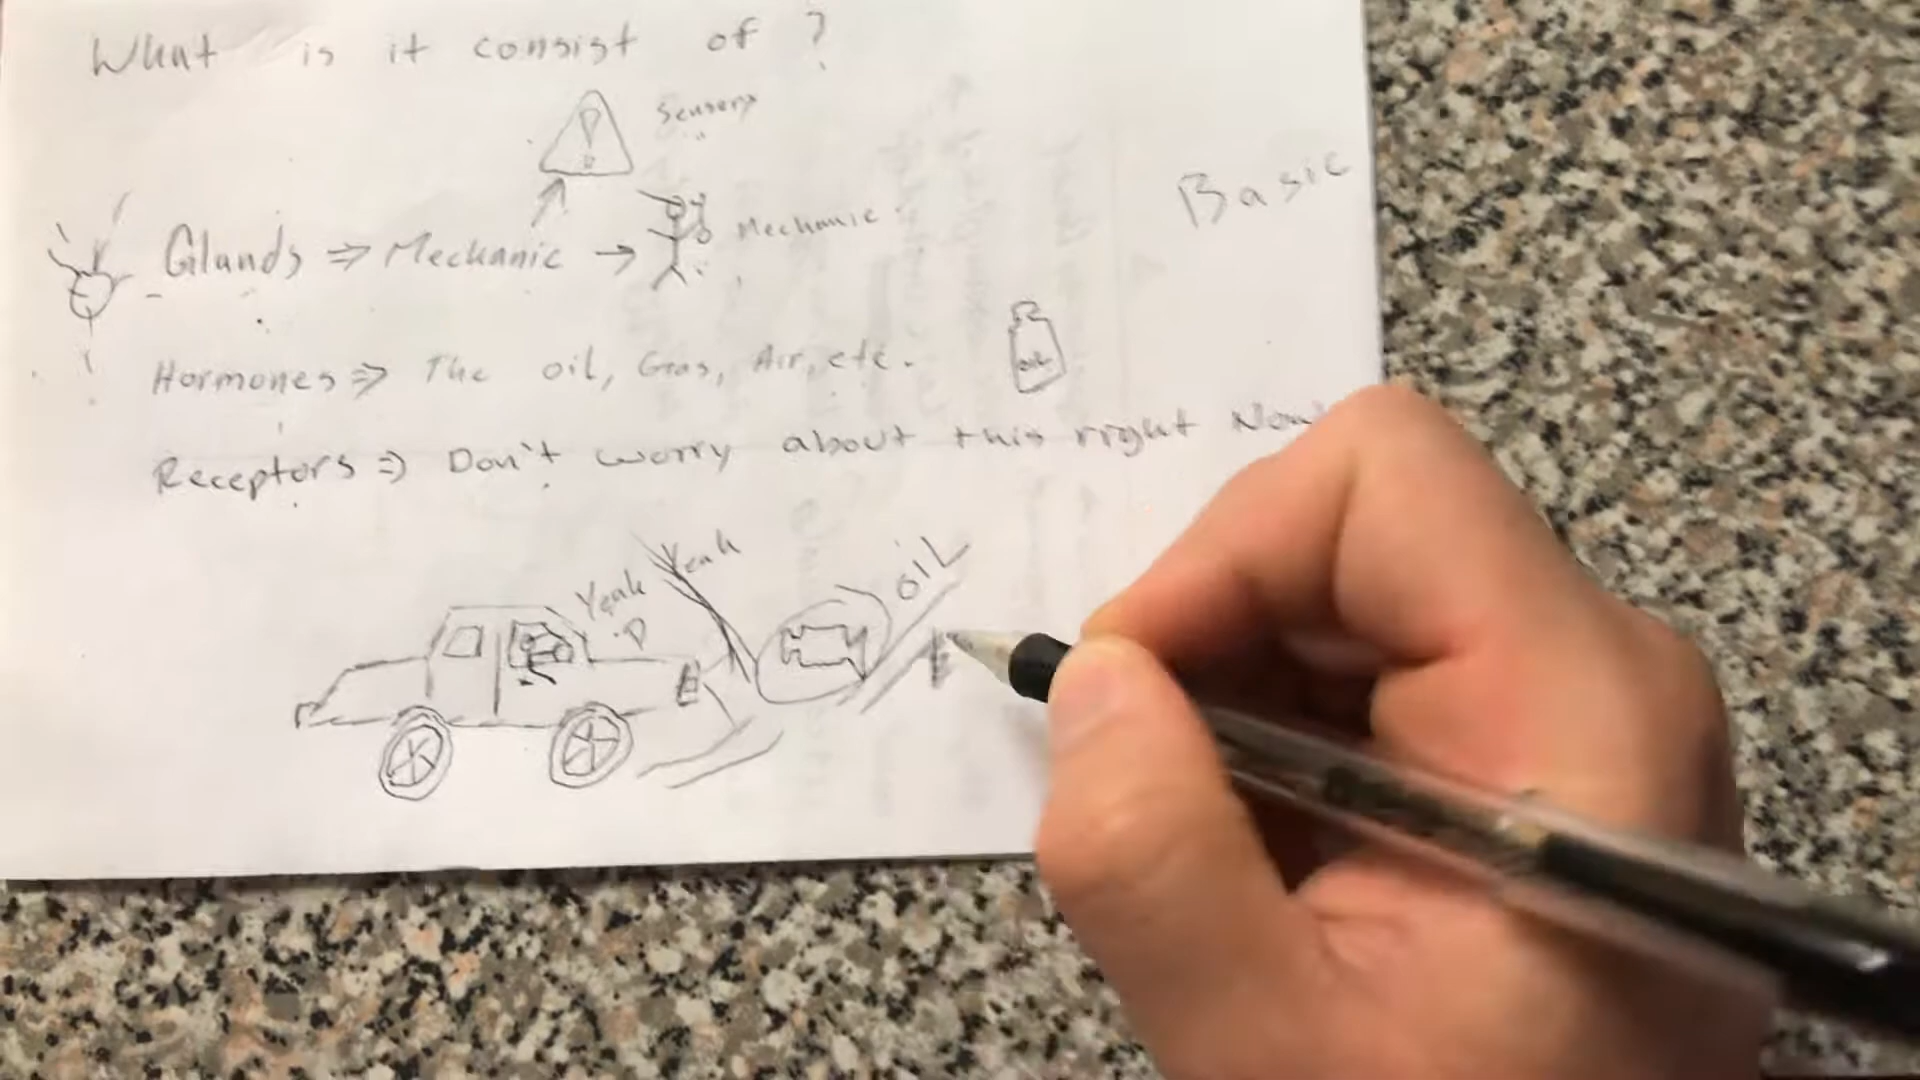 What is it consist of ?
Sensory
Basic
Glands ⇒ Mechanic → Mechanic
Hormones ⇒ The oil, Gas, Air, etc.
oil
Receptors ⇒ Don't worry about this right Now
Yeah Yeah
OiL